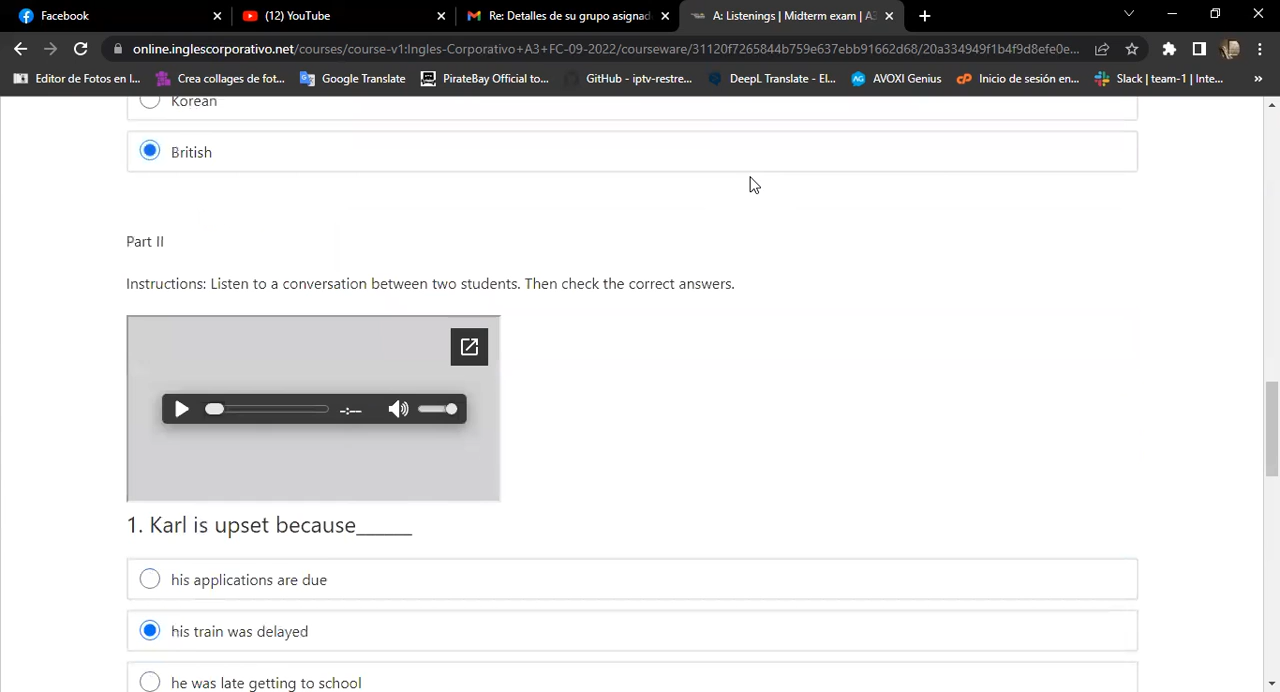 Facebook
(12) YouTube
Re: Detalles de su grupo asignad
A: Listenings | Midterm exam | A3
online.inglescorporativo.net/courses/course-v1:Ingles-Corporativo+A3+FC-09-2022/courseware/31120f7265844b759e637ebb91662d68/20a334949f1b4f9d8efe0e...
Editor de Fotos en l...
Crea collages de fot...
Google Translate
PirateBay Official to...
GitHub - iptv-restre...
DeepL Translate - El...
AVOXI Genius
Inicio de sesión en...
Slack | team-1 | Inte...
»
Korean
British
Part II
Instructions: Listen to a conversation between two students. Then check the correct answers.
-:--
1. Karl is upset because______
his applications are due
his train was delayed
he was late getting to school